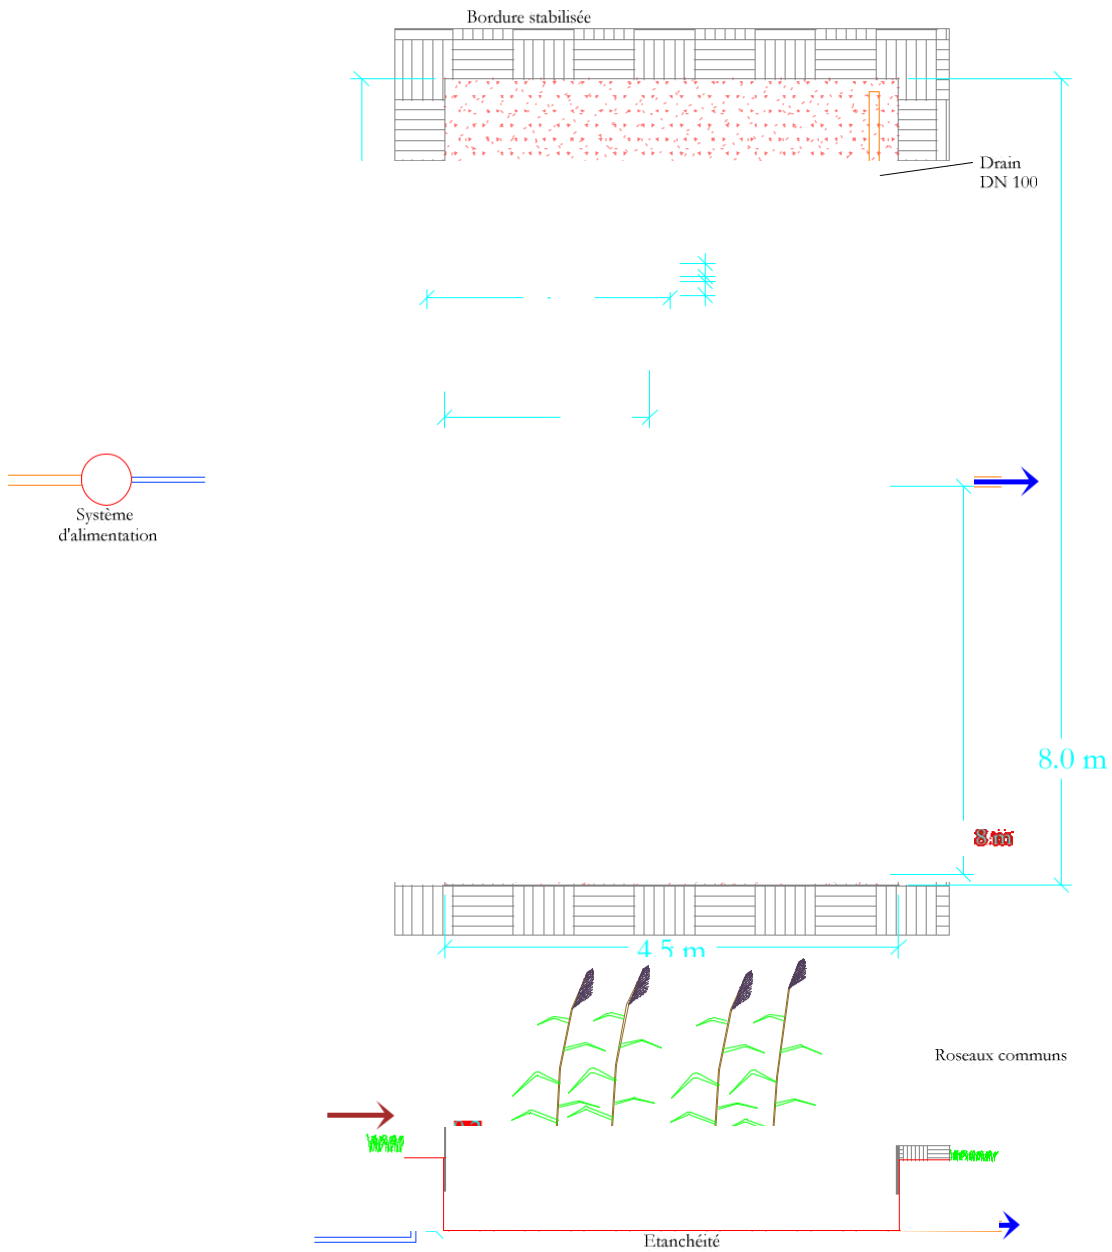 Bordure stabilisée
Drain
DN 100
Système
d'alimentation
8.0 m
8 m
4.5 m
Roseaux communs
Etanchéité